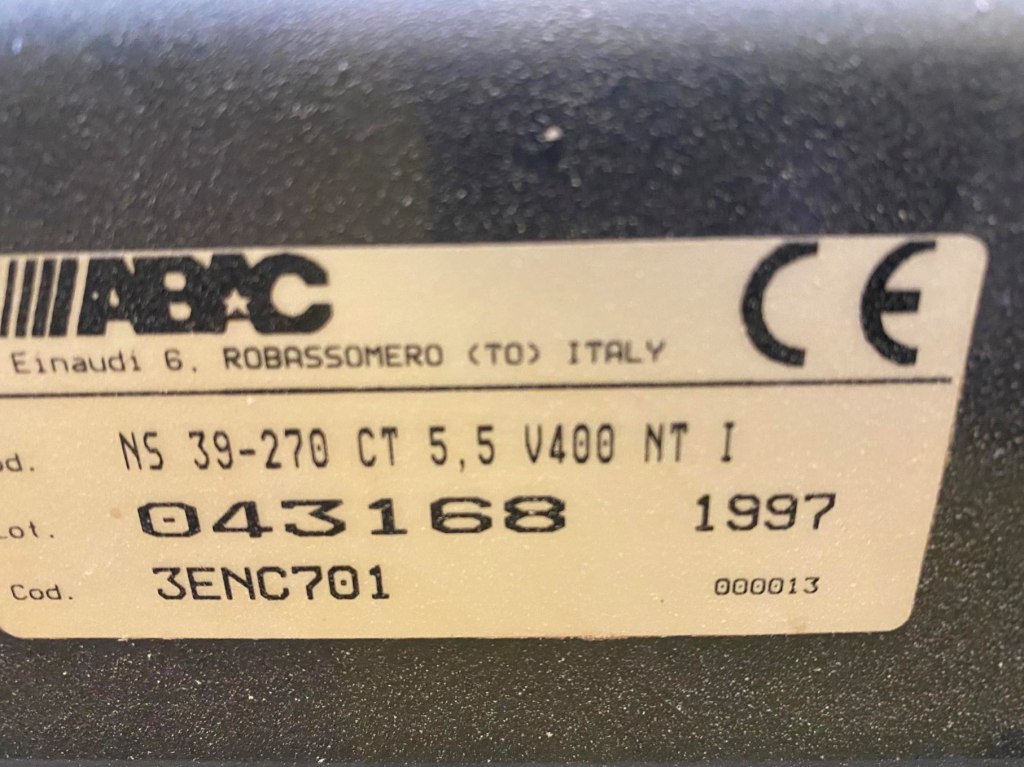 ABAC CE
Einaudi 6, ROBASSOMERO (TO) ITALY
NS 39-270 CT 5,5 V400 NT I
043168 1997
Cod. 3ENC701 000013